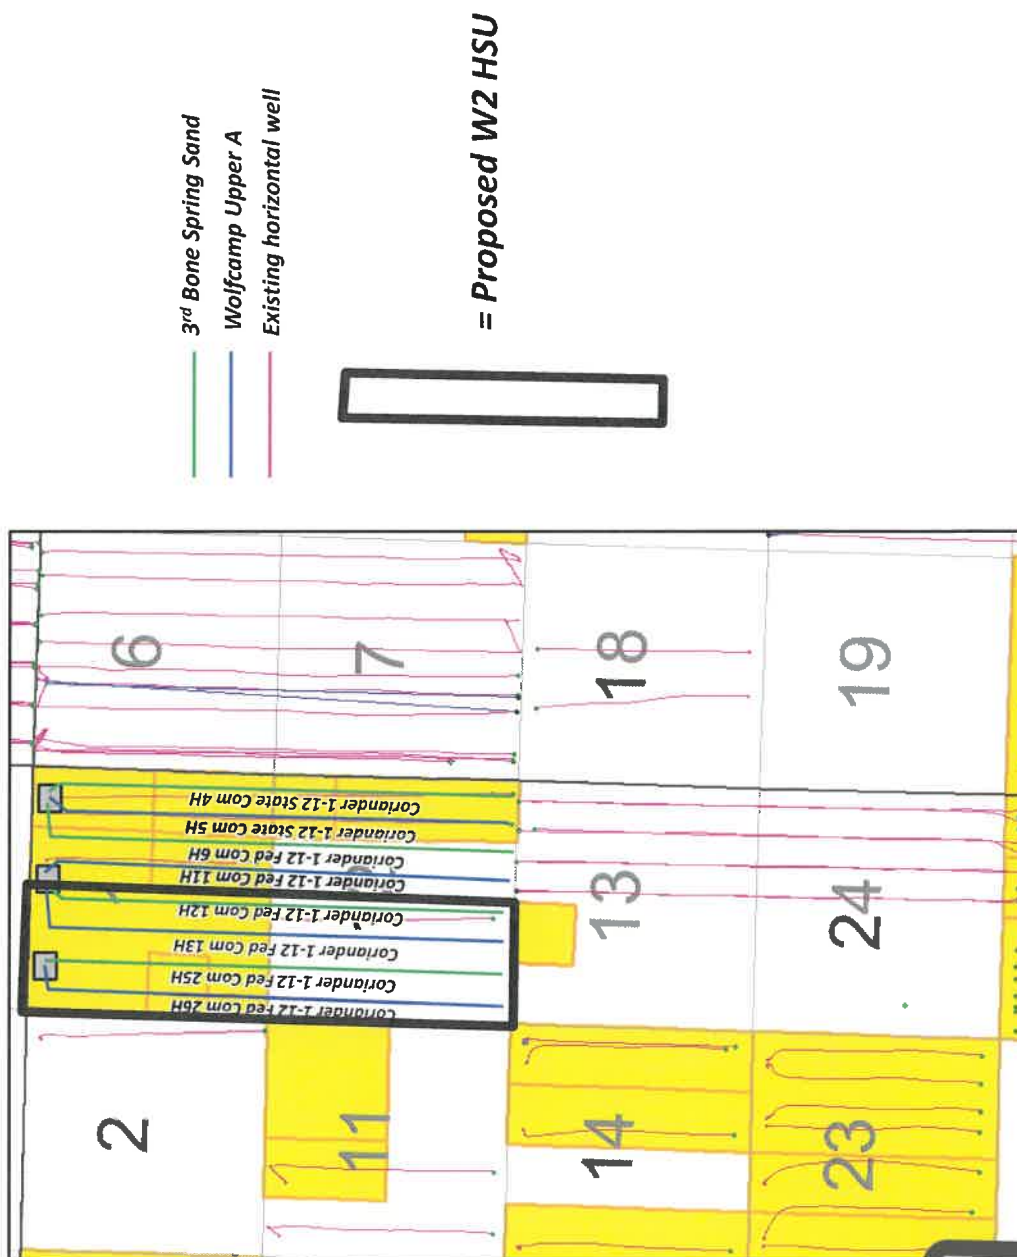 3rd Bone Spring Sand
Wolfcamp Upper A
Existing horizontal well
= Proposed W2 HSU
6
7
18
19
Coriander 1-12 State Com 4H
Coriander 1-12 State Com 5H
Coriander 1-12 Fed Com 6H
Coriander 1-12 Fed Com 11H
Coriander 1-12 Fed Com 12H
Coriander 1-12 Fed Com 13H
Coriander 1-12 Fed Com 25H
Coriander 1-12 Fed Com 26H
13
24
2
11
14
23